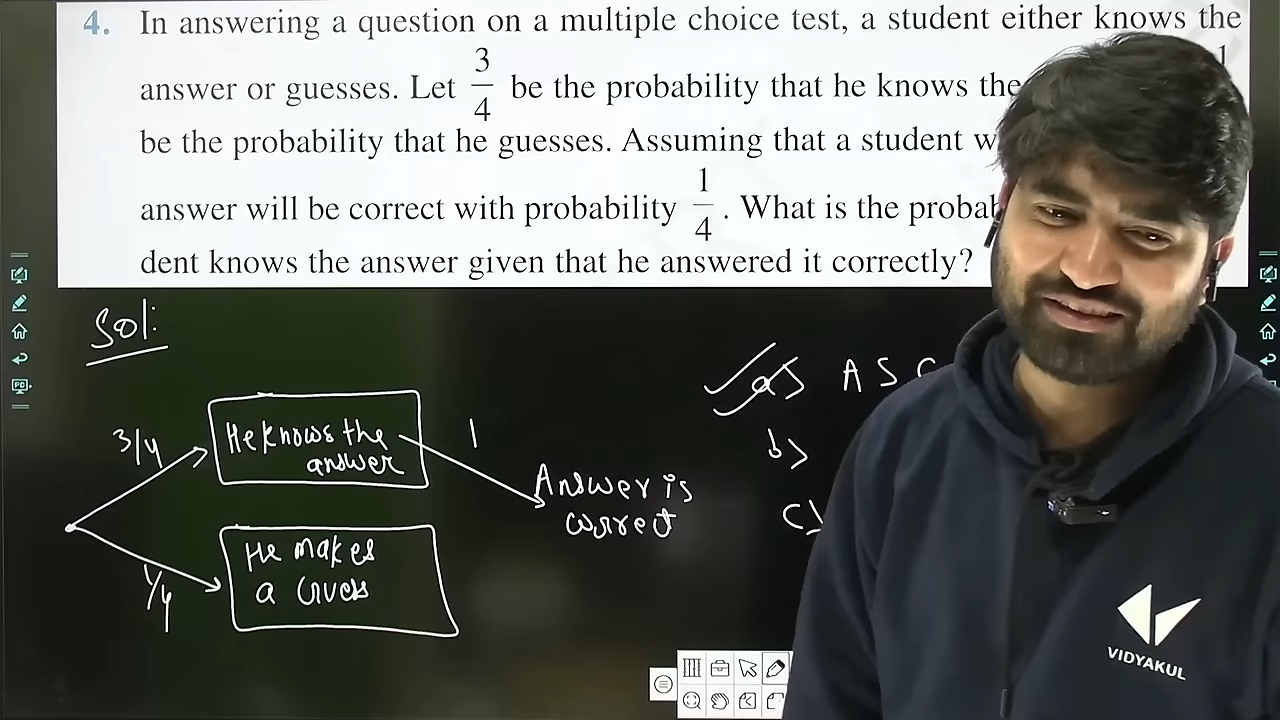 4. In answering a question on a multiple choice test, a student either knows the
answer or guesses. Let 3/4 be the probability that he knows the
be the probability that he guesses. Assuming that a student
answer will be correct with probability 1/4. What is the
dent knows the answer given that he answered it correctly?
Sol:
3/4
He knows the
answer
1
Answer is
correct
1/4
He makes
a Guess
a) A S C
b)
c)
VIDYAKUL